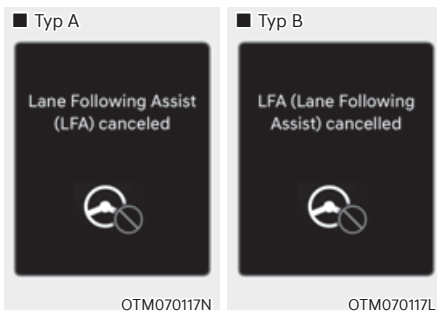 ■ Typ A
Lane Following Assist
(LFA) canceled
OTM070117N
■ Typ B
LFA (Lane Following
Assist) cancelled
OTM070117L